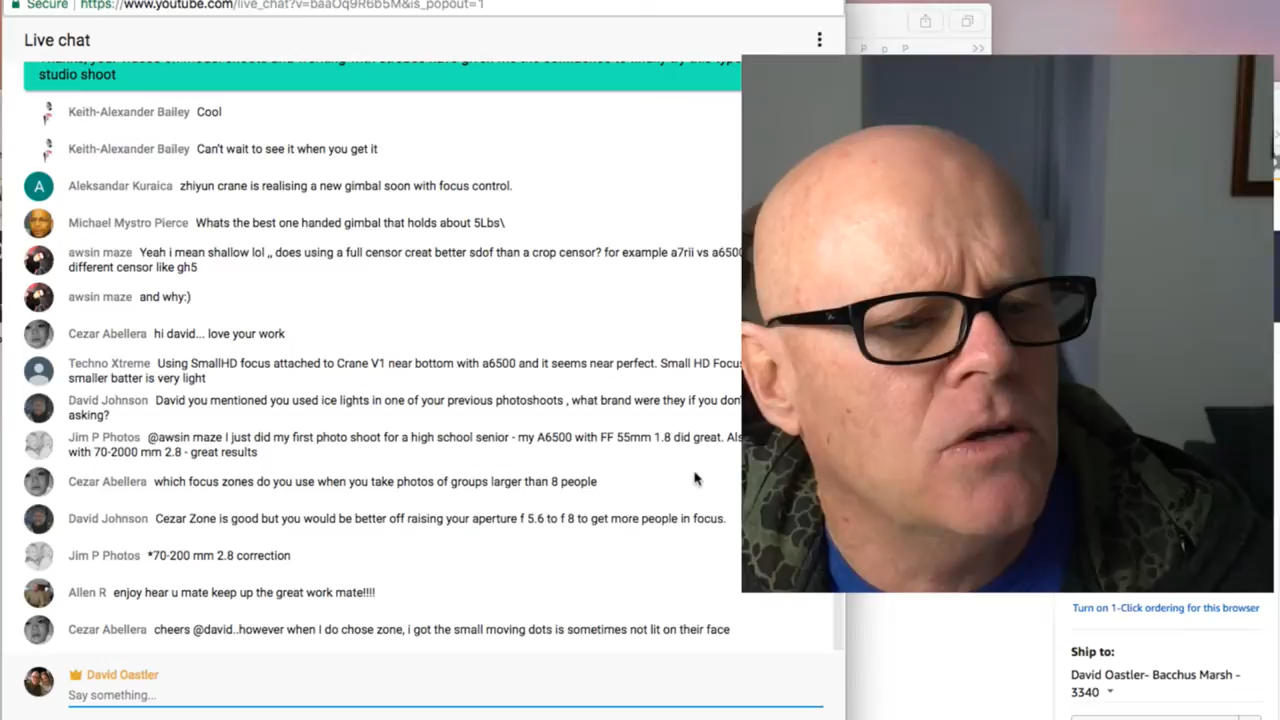 Secure https://www.youtube.com/live_chat?v=baaOq9R6b5M&is_popout=1
Live chat
studio shoot
Keith-Alexander Bailey Cool
Keith-Alexander Bailey Can't wait to see it when you get it
A Aleksandar Kuraica zhiyun crane is realising a new gimbal soon with focus control.
Michael Mystro Pierce Whats the best one handed gimbal that holds about 5Lbs\
awsin maze Yeah i mean shallow lol ,, does using a full censor creat better sdof than a crop censor? for example a7rii vs a6500
different censor like gh5
awsin maze and why:)
Cezar Abellera hi david... love your work
Techno Xtreme Using SmallHD focus attached to Crane V1 near bottom with a6500 and it seems near perfect. Small HD Focus
smaller batter is very light
David Johnson David you mentioned you used ice lights in one of your previous photoshoots , what brand were they if you don'
asking?
Jim P Photos @awsin maze I just did my first photo shoot for a high school senior - my A6500 with FF 55mm 1.8 did great. Als
with 70-2000 mm 2.8 - great results
Cezar Abellera which focus zones do you use when you take photos of groups larger than 8 people
David Johnson Cezar Zone is good but you would be better off raising your aperture f 5.6 to f 8 to get more people in focus.
Jim P Photos *70-200 mm 2.8 correction
Allen R enjoy hear u mate keep up the great work mate!!!!
Cezar Abellera cheers @david..however when I do chose zone, i got the small moving dots is sometimes not lit on their face
David Oastler
Say something...
P p P >>
Turn on 1-Click ordering for this browser
Ship to:
David Oastler- Bacchus Marsh -
3340